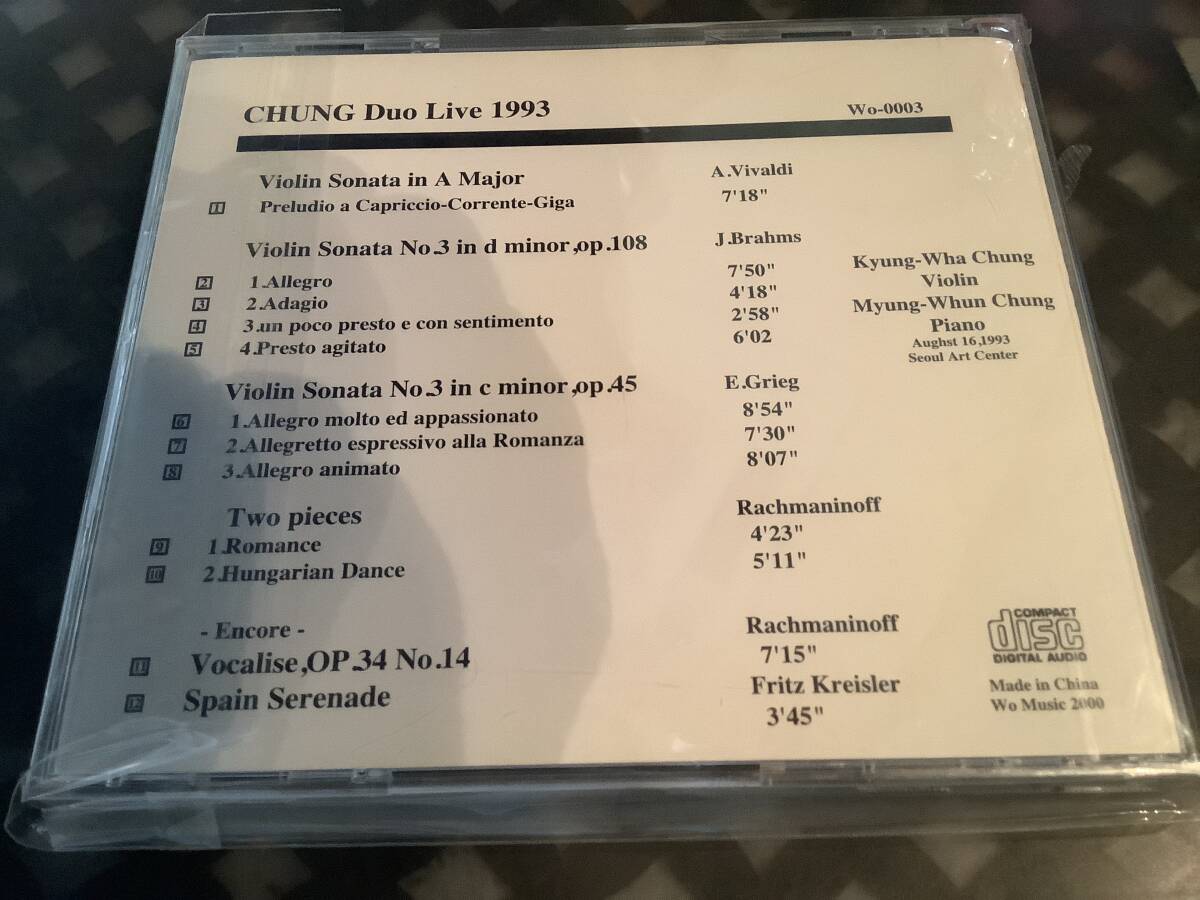 CHUNG Duo Live 1993 Wo-0003
Violin Sonata in A Major A.Vivaldi
1 Preludio a Capriccio-Corrente-Giga 7'18"
Violin Sonata No.3 in d minor,op.108 J.Brahms
2 1.Allegro 7'50"
3 2.Adagio 4'18"
4 3.un poco presto e con sentimento 2'58"
5 4.Presto agitato 6'02
Kyung-Wha Chung
Violin
Myung-Whun Chung
Piano
Aughst 16,1993
Seoul Art Center
Violin Sonata No.3 in c minor,op.45 E.Grieg
6 1.Allegro molto ed appassionato 8'54"
7 2.Allegretto espressivo alla Romanza 7'30"
8 3.Allegro animato 8'07"
Two pieces Rachmaninoff
9 1.Romance 4'23"
10 2.Hungarian Dance 5'11"
- Encore - Rachmaninoff
11 Vocalise,OP.34 No.14 7'15"
Fritz Kreisler
12 Spain Serenade 3'45"
COMPACT
disc
DIGITAL AUDIO
Made in China
Wo Music 2000